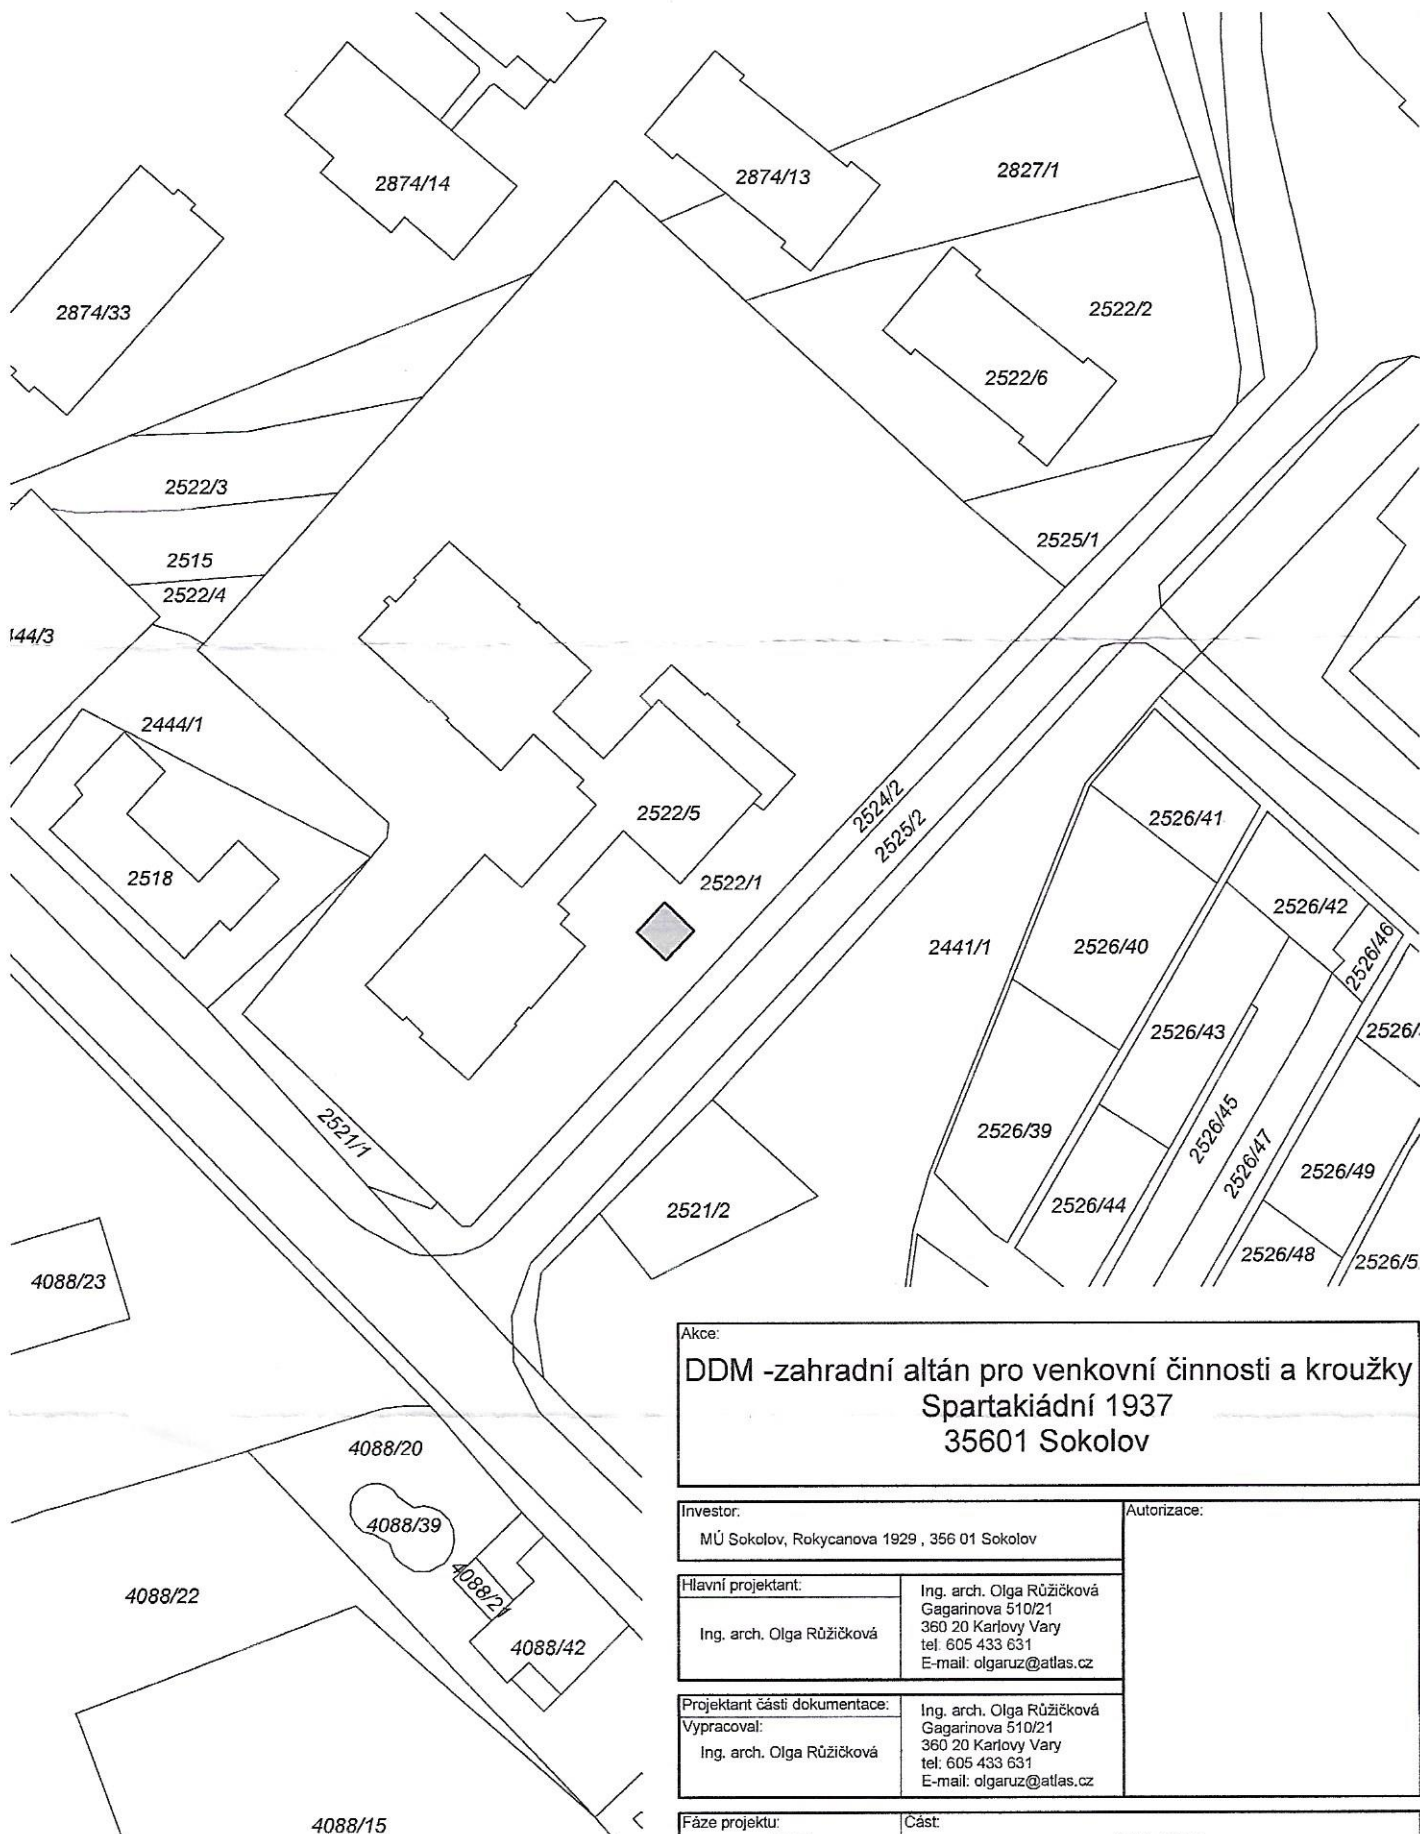 2874/14
2874/13
2827/1
2874/33
2522/2
2522/6
2522/3
2525/1
2515
2522/4
444/3
2444/1
2522/5
2524/2
2525/2
2526/41
2518
2522/1
2526/42
2441/1
2526/40
2526/46
2526/43
2526/
2521/1
2526/39
2526/45
2526/47
2526/49
2521/2
2526/44
2526/48
2526/5
4088/23
Akce:
DDM -zahradní altán pro venkovní činnosti a kroužky
Spartakiádní 1937
35601 Sokolov
4088/20
4088/39
4088/22
4088/21
4088/42
4088/15
Investor:
MÚ Sokolov, Rokycanova 1929 , 356 01 Sokolov
Autorizace:
Hlavní projektant:
Ing. arch. Olga Růžičková
Ing. arch. Olga Růžičková
Gagarinova 510/21
360 20 Karlovy Vary
tel: 605 433 631
E-mail: olgaruz@atlas.cz
Projektant části dokumentace:
Vypracoval:
Ing. arch. Olga Růžičková
Ing. arch. Olga Růžičková
Gagarinova 510/21
360 20 Karlovy Vary
tel: 605 433 631
E-mail: olgaruz@atlas.cz
Fáze projektu:
Část: